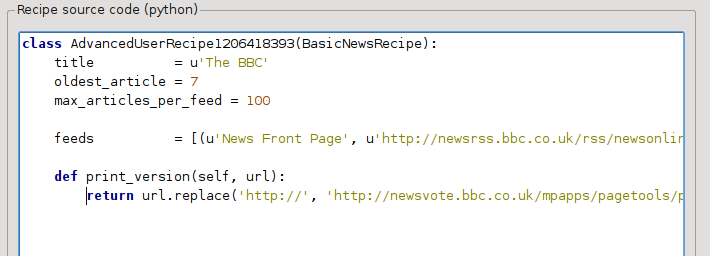 Recipe source code (python)
class AdvancedUserRecipe1206418393(BasicNewsRecipe):
    title          = u'The BBC'
    oldest_article = 7
    max_articles_per_feed = 100
    feeds          = [(u'News Front Page', u'http://newsrss.bbc.co.uk/rss/newsonlin
    def print_version(self, url):
        return url.replace('http://', 'http://newsvote.bbc.co.uk/mpapps/pagetools/p